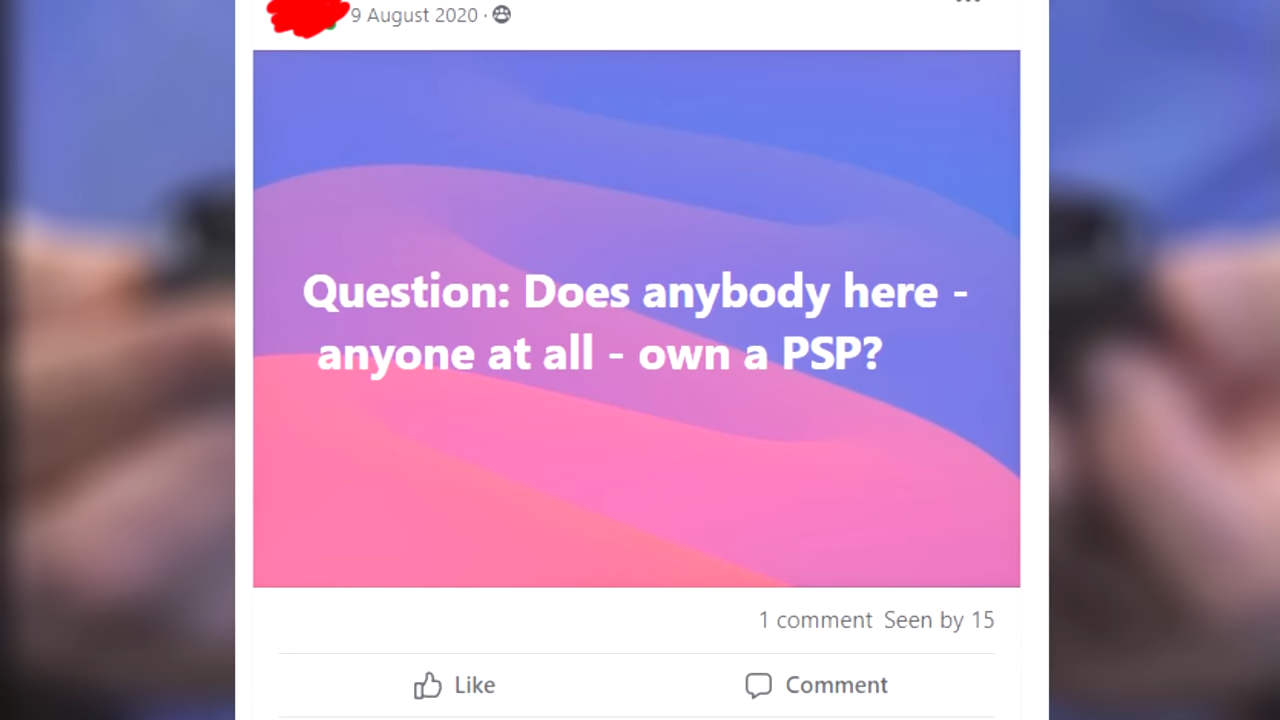 9 August 2020 ·
Question: Does anybody here -
anyone at all - own a PSP?
1 comment Seen by 15
Like
Comment